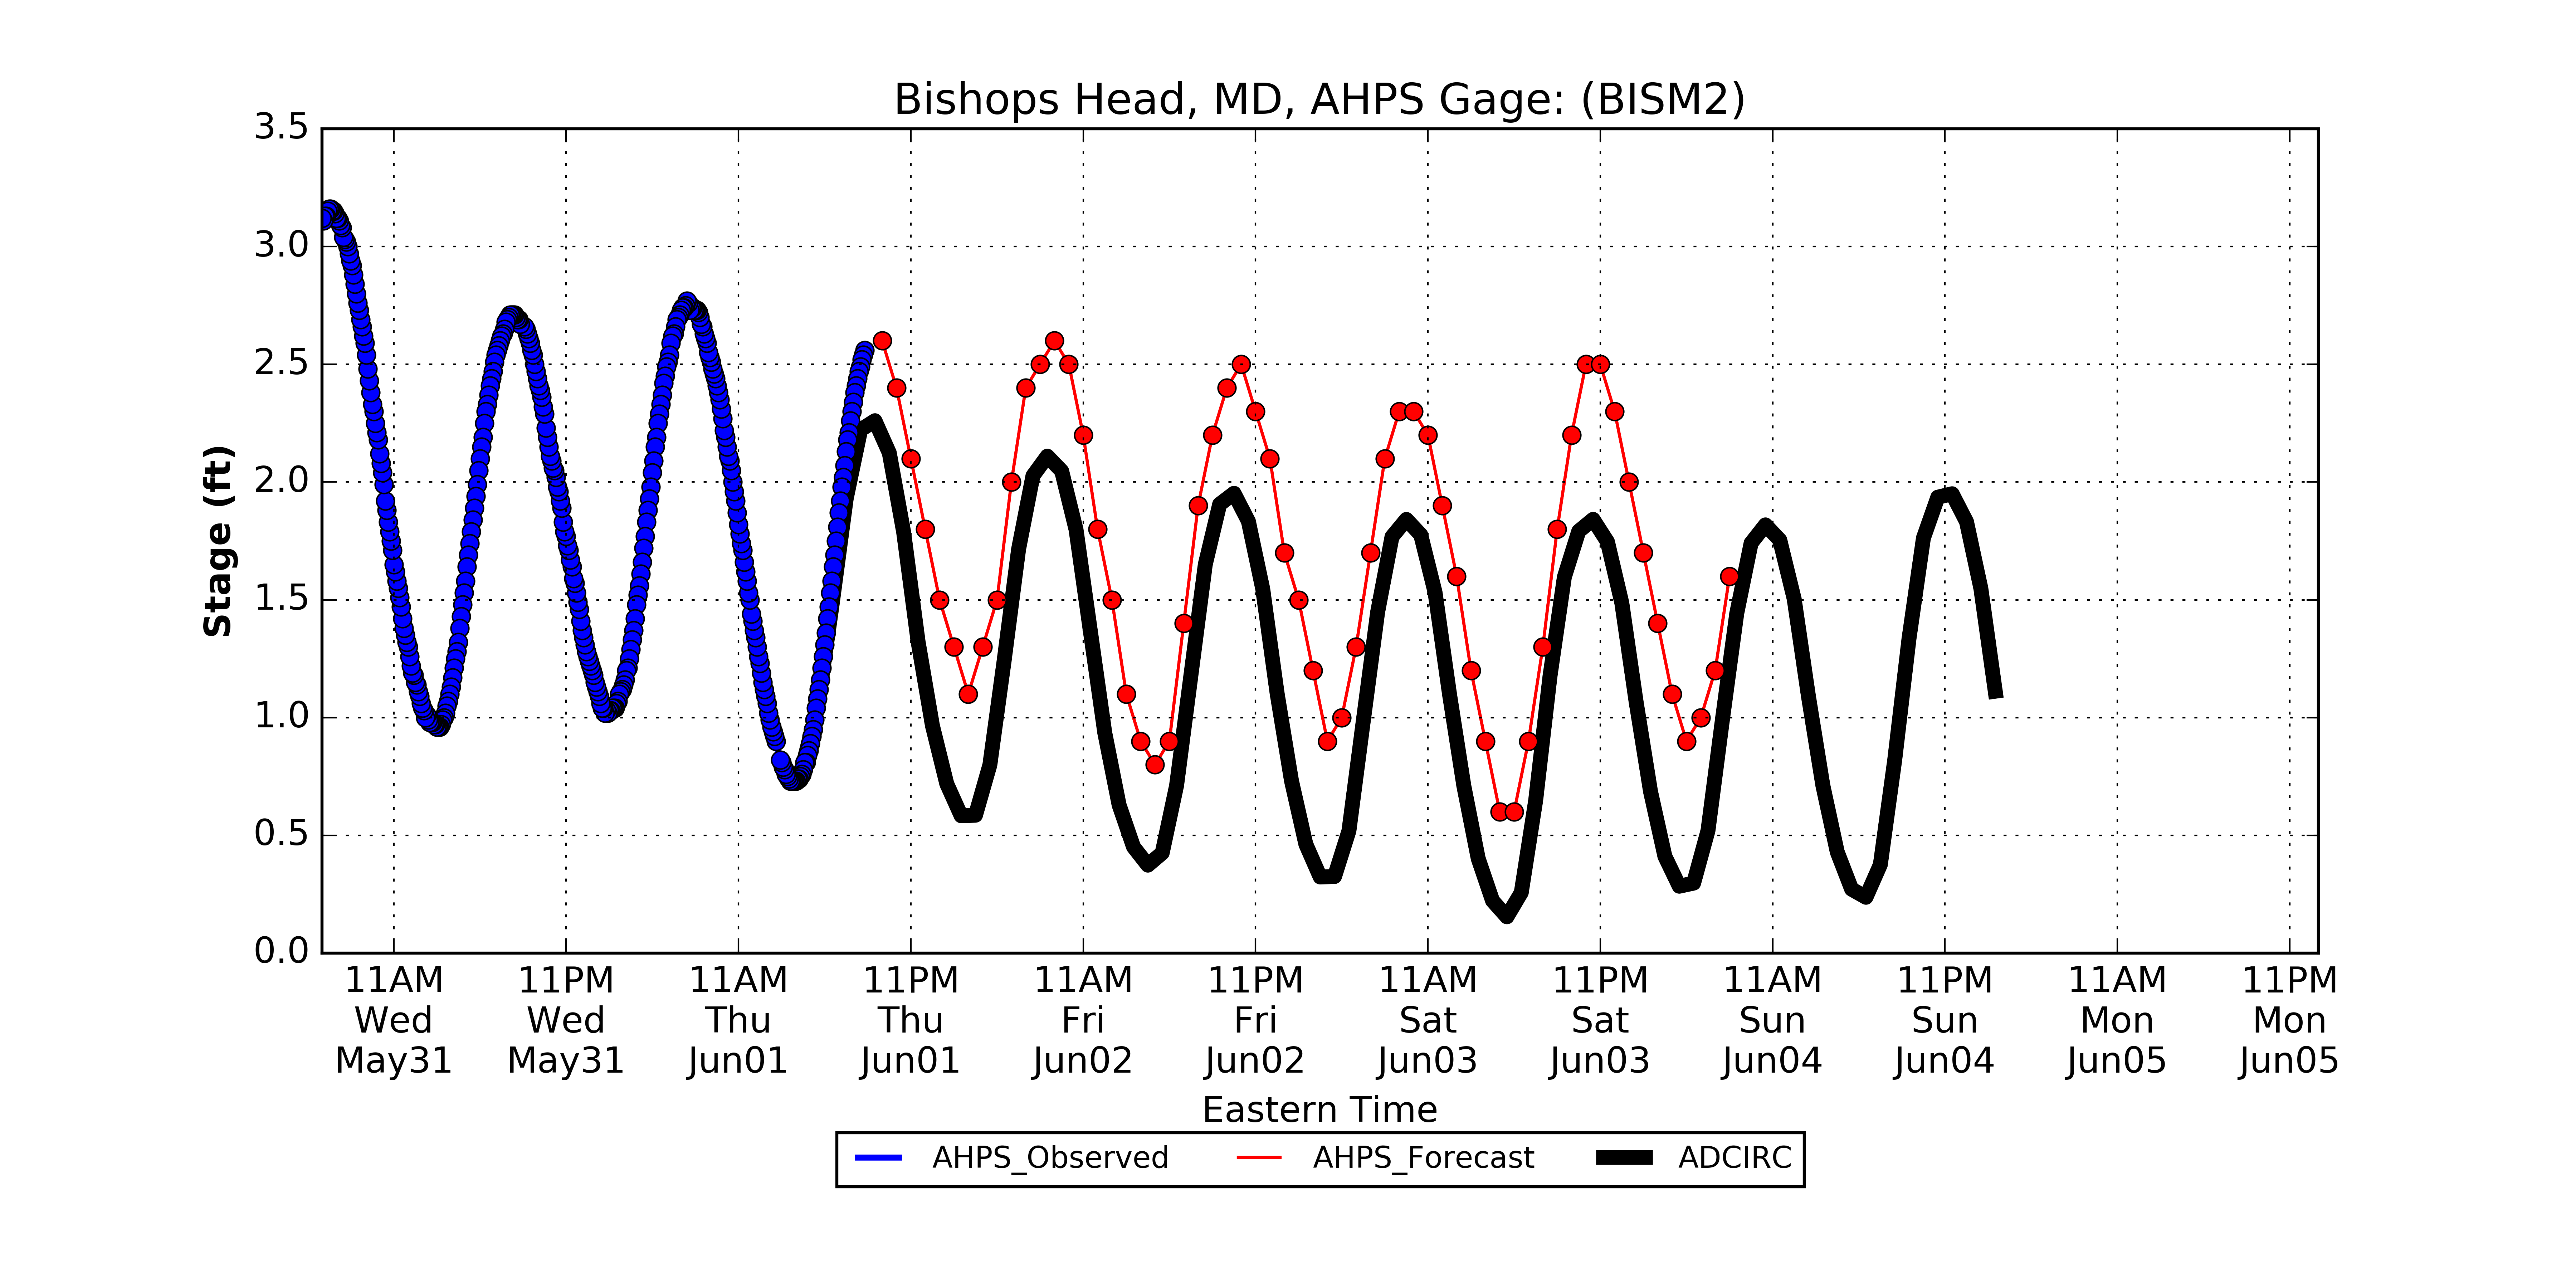 Bishops Head, MD, AHPS Gage: (BISM2)
Stage (ft)
3.5
3.0
2.5
2.0
1.5
1.0
0.5
0.0
11AM 11PM 11AM 11PM 11AM 11PM 11AM 11PM 11AM 11PM 11AM 11PM
Wed Wed Thu Thu Fri Fri Sat Sat Sun Sun Mon Mon
May31 May31 Jun01 Jun01 Jun02 Jun02 Jun03 Jun03 Jun04 Jun04 Jun05 Jun05
Eastern Time
AHPS_Observed AHPS_Forecast ADCIRC